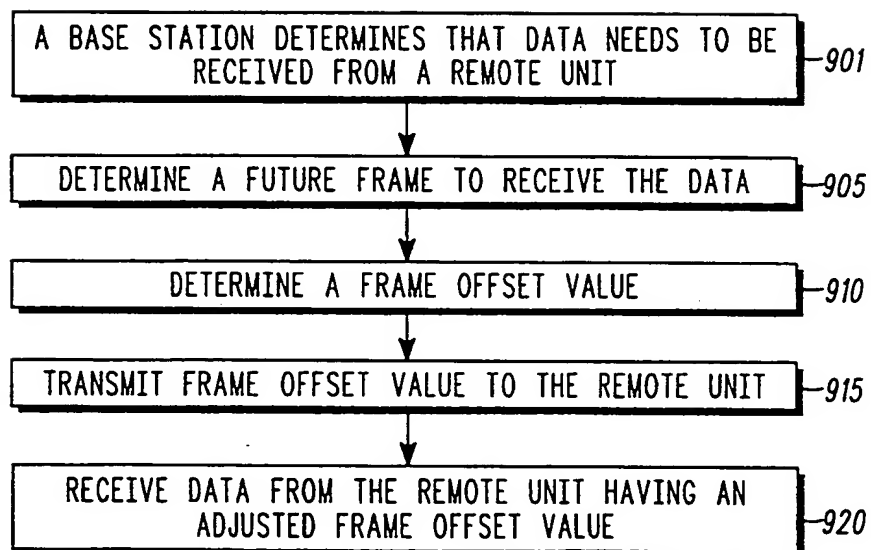 A BASE STATION DETERMINES THAT DATA NEEDS TO BE
RECEIVED FROM A REMOTE UNIT
901
DETERMINE A FUTURE FRAME TO RECEIVE THE DATA
905
DETERMINE A FRAME OFFSET VALUE
910
TRANSMIT FRAME OFFSET VALUE TO THE REMOTE UNIT
915
RECEIVE DATA FROM THE REMOTE UNIT HAVING AN
ADJUSTED FRAME OFFSET VALUE
920